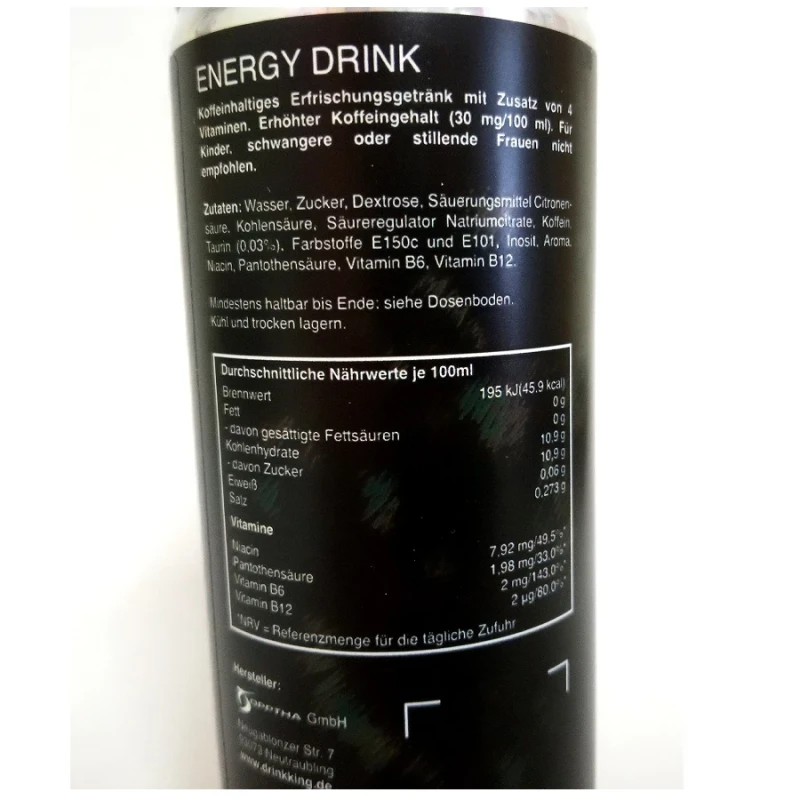 ENERGY DRINK
Koffeinhaltiges Erfrischungsgetränk mit Zusatz von 4
Vitaminen. Erhöhter Koffeingehalt (30 mg/100 ml). Für
Kinder, schwangere oder stillende Frauen nicht
empfohlen.
Zutaten: Wasser, Zucker, Dextrose, Säuerungsmittel Citronen-
säure, Kohlensäure, Säureregulator Natriumcitrate, Koffein,
Taurin (0,03%), Farbstoffe E150c und E101, Inosit, Aroma,
Niacin, Pantothensäure, Vitamin B6, Vitamin B12.
Mindestens haltbar bis Ende: siehe Dosenboden.
Kühl und trocken lagern.
Durchschnittliche Nährwerte je 100ml
Brennwert 195 kJ(45.9 kcal)
Fett 0 g
- davon gesättigte Fettsäuren 0 g
Kohlenhydrate 10,9 g
- davon Zucker 10,9 g
Eiweiß 0,06 g
Salz 0,273 g
Vitamine
Niacin 7,92 mg/49,5%*
Pantothensäure 1,98 mg/33,0%*
Vitamin B6 2 mg/143,0%*
Vitamin B12 2 µg/80,0%*
*NRV = Referenzmenge für die tägliche Zufuhr
Hersteller:
GmbH
Neugablonzer Str. 7
93073 Neutraubling
www.drinkking.de